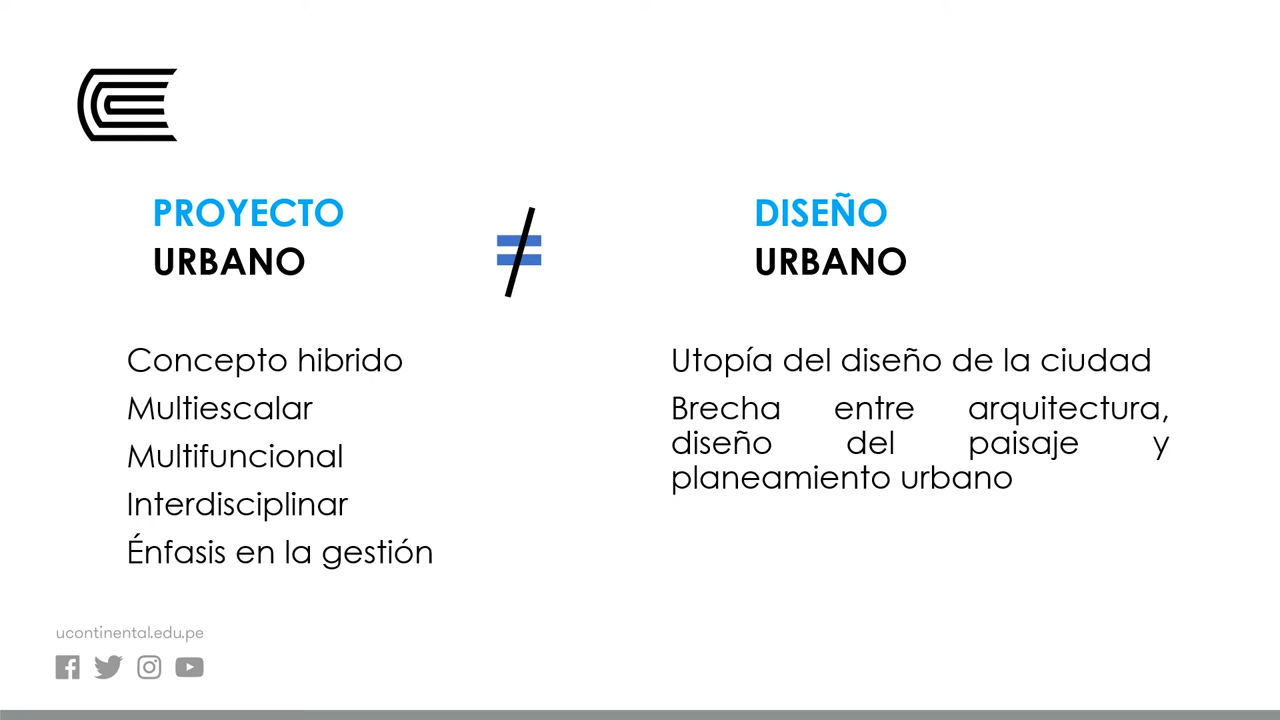 PROYECTO
URBANO
DISEÑO
URBANO
Concepto hibrido
Multiescalar
Multifuncional
Interdisciplinar
Énfasis en la gestión
Utopía del diseño de la ciudad
Brecha entre arquitectura,
diseño del paisaje y
planeamiento urbano
ucontinental.edu.pe